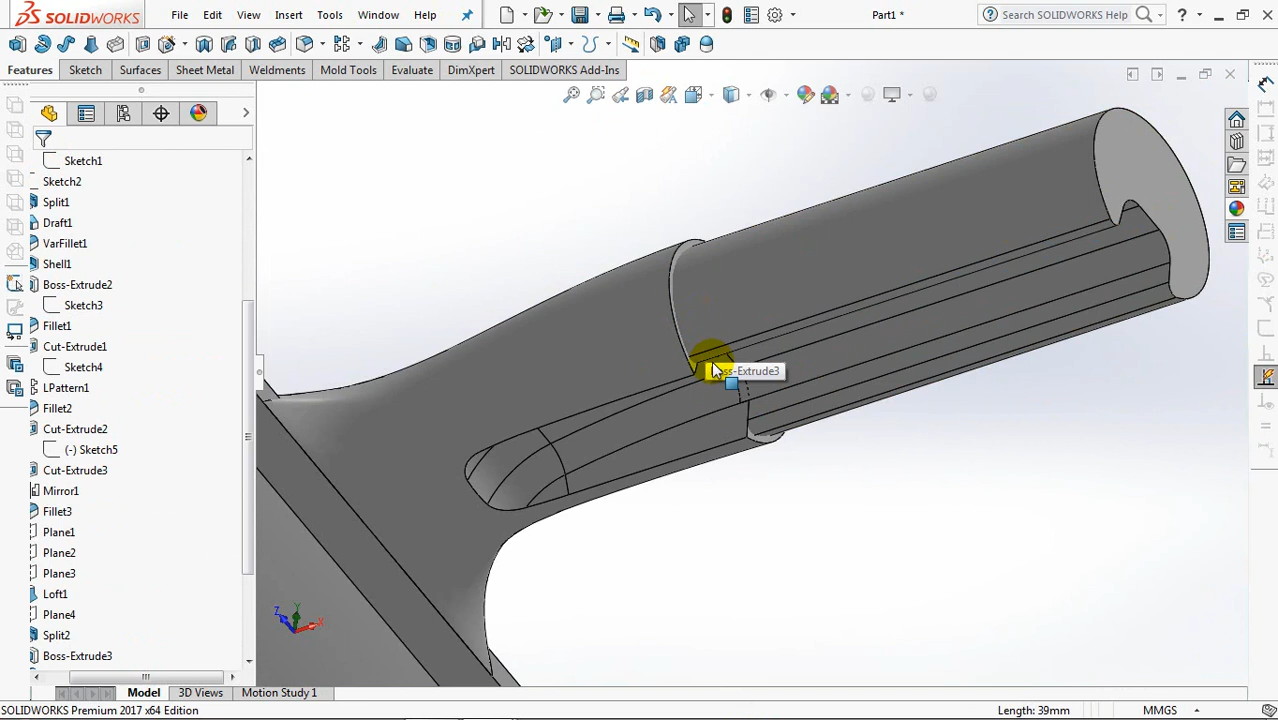 SOLIDWORKS File Edit View Insert Tools Window Help Part1 * Search SOLIDWORKS Help ?
Features Sketch Surfaces Sheet Metal Weldments Mold Tools Evaluate DimXpert SOLIDWORKS Add-Ins
Sketch1
Sketch2
Split1
Draft1
VarFillet1
Shell1
Boss-Extrude2
Sketch3
Fillet1
Cut-Extrude1
Sketch4
LPattern1
Fillet2
Cut-Extrude2
(-) Sketch5
Cut-Extrude3
Mirror1
Fillet3
Plane1
Plane2
Plane3
Loft1
Plane4
Split2
Boss-Extrude3
ss-Extrude3
Z Y X
Model 3D Views Motion Study 1
SOLIDWORKS Premium 2017 x64 Edition Length: 39mm MMGS